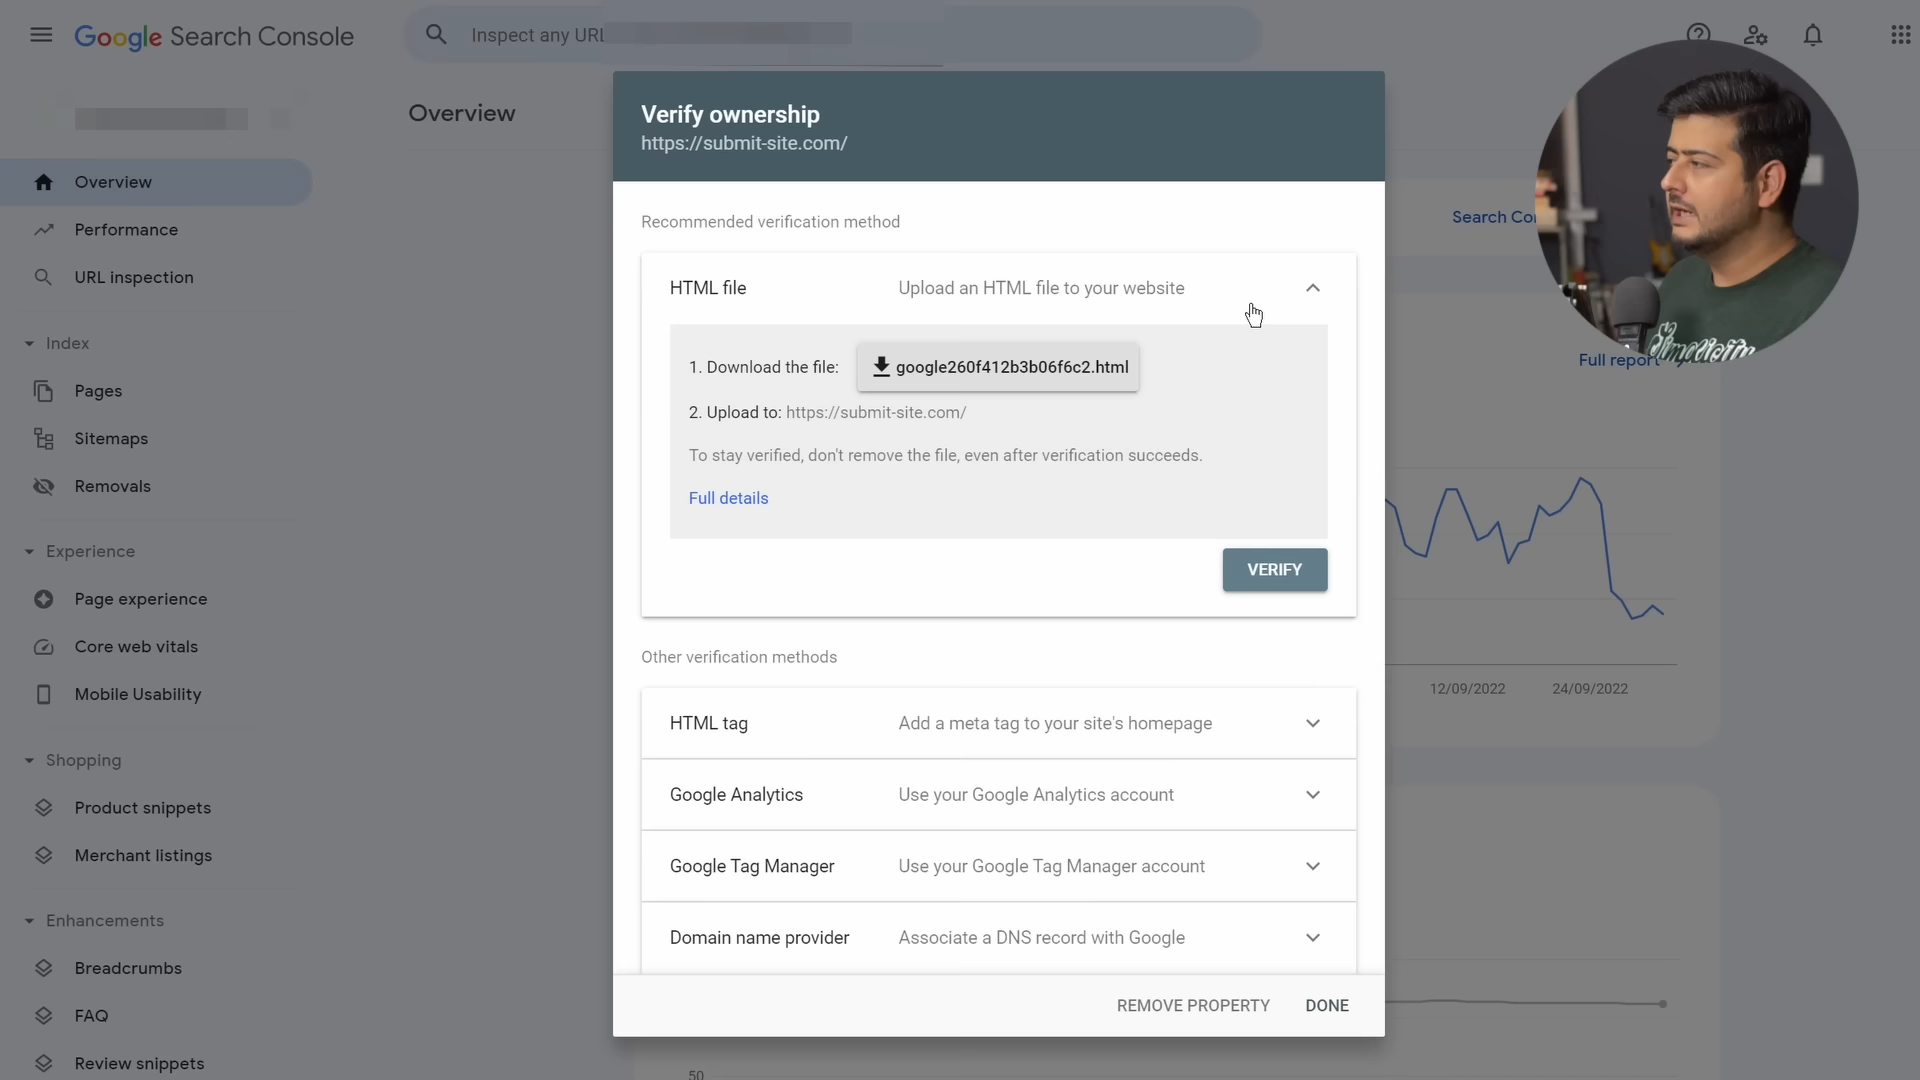 Google Search Console
Inspect any URL
Overview
Performance
URL inspection
Index
Pages
Sitemaps
Removals
Experience
Page experience
Core web vitals
Mobile Usability
Shopping
Product snippets
Merchant listings
Enhancements
Breadcrumbs
FAQ
Review snippets
Overview
Verify ownership
https://submit-site.com/
Recommended verification method
HTML file Upload an HTML file to your website
1. Download the file: google260f412b3b06f6c2.html
2. Upload to: https://submit-site.com/
To stay verified, don't remove the file, even after verification succeeds.
Full details
VERIFY
Other verification methods
HTML tag Add a meta tag to your site's homepage
Google Analytics Use your Google Analytics account
Google Tag Manager Use your Google Tag Manager account
Domain name provider Associate a DNS record with Google
REMOVE PROPERTY DONE
Search
Full report
Simplicity
12/09/2022 24/09/2022
50